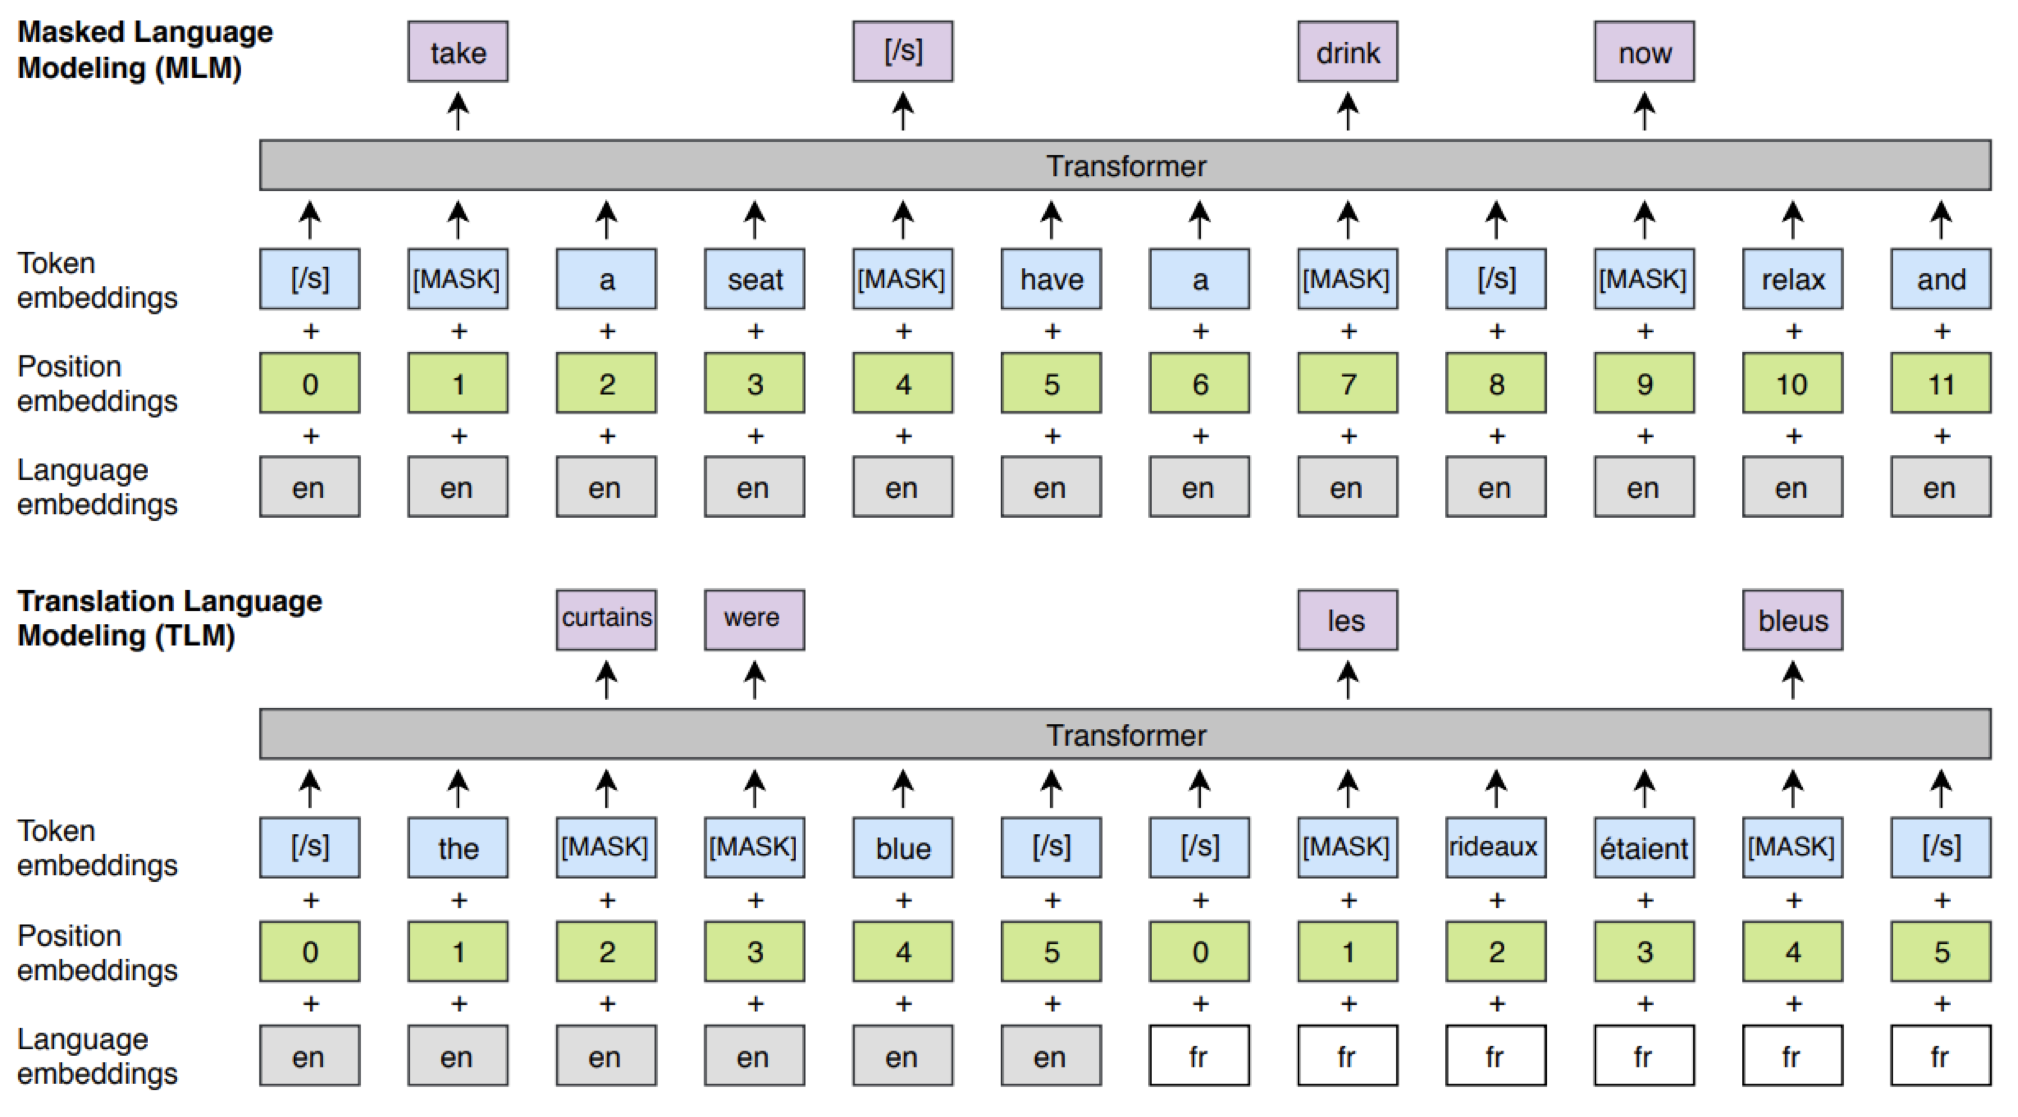 Masked Language
Modeling (MLM)
take [/s] drink now
Transformer
Token
embeddings
[/s] [MASK] a seat [MASK] have a [MASK] [/s] [MASK] relax and
+ + + + + + + + + + + +
Position
embeddings
0 1 2 3 4 5 6 7 8 9 10 11
+ + + + + + + + + + + +
Language
embeddings
en en en en en en en en en en en en
Translation Language
Modeling (TLM)
curtains were les bleus
Transformer
Token
embeddings
[/s] the [MASK] [MASK] blue [/s] [/s] [MASK] rideaux étaient [MASK] [/s]
+ + + + + + + + + + + +
Position
embeddings
0 1 2 3 4 5 0 1 2 3 4 5
+ + + + + + + + + + + +
Language
embeddings
en en en en en en fr fr fr fr fr fr